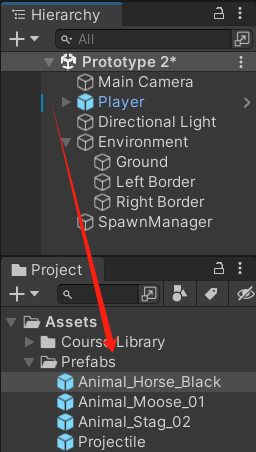 Hierarchy
All
Prototype 2*
Main Camera
Player
Directional Light
Environment
Ground
Left Border
Right Border
SpawnManager
Project
Assets
Course Library
Prefabs
Animal_Horse_Black
Animal_Moose_01
Animal_Stag_02
Projectile